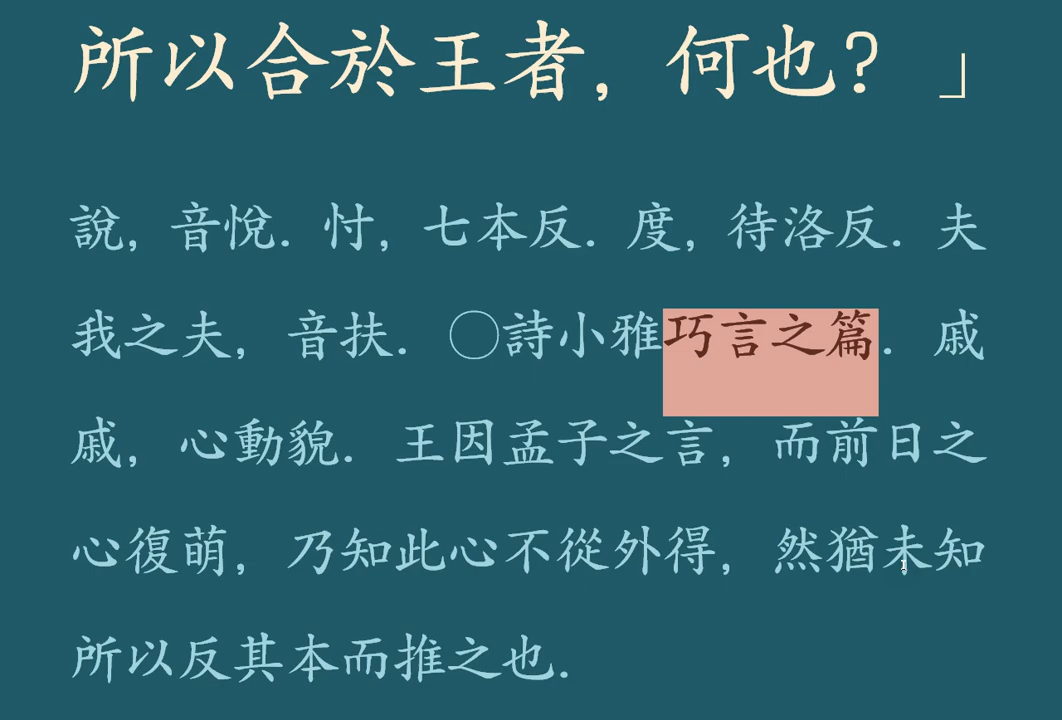 所以合於王者，何也？」
說，音悅．忖，七本反．度，待洛反．夫
我之夫，音扶．◯詩小雅巧言之篇．戚
戚，心動貌．王因孟子之言，而前日之
心復萌，乃知此心不從外得，然猶未知
所以反其本而推之也．